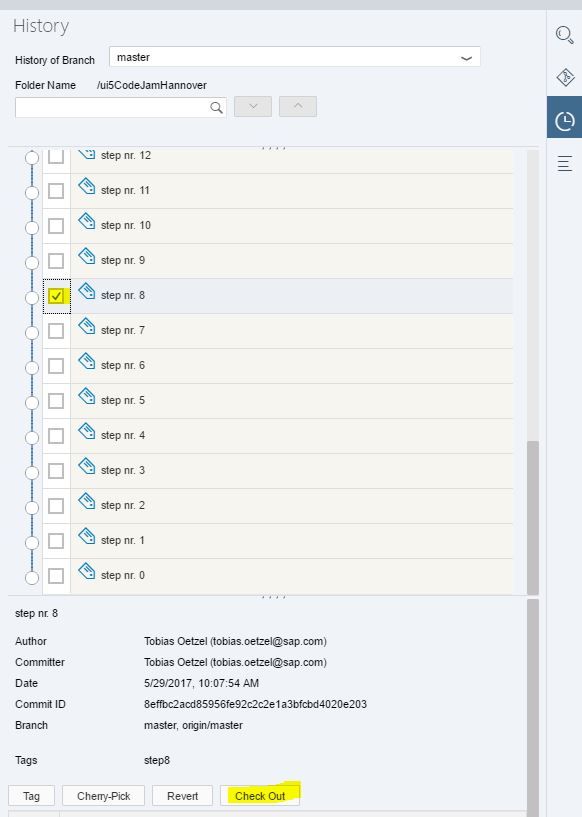 History
History of Branch master
Folder Name /ui5CodeJamHannover
step nr. 12
step nr. 11
step nr. 10
step nr. 9
step nr. 8
step nr. 7
step nr. 6
step nr. 5
step nr. 4
step nr. 3
step nr. 2
step nr. 1
step nr. 0
step nr. 8
Author Tobias Oetzel (tobias.oetzel@sap.com)
Committer Tobias Oetzel (tobias.oetzel@sap.com)
Date 5/29/2017, 10:07:54 AM
Commit ID 8effbc2acd85956fe92c2c2e1a3bfcbd4020e203
Branch master, origin/master
Tags step8
Tag Cherry-Pick Revert Check Out